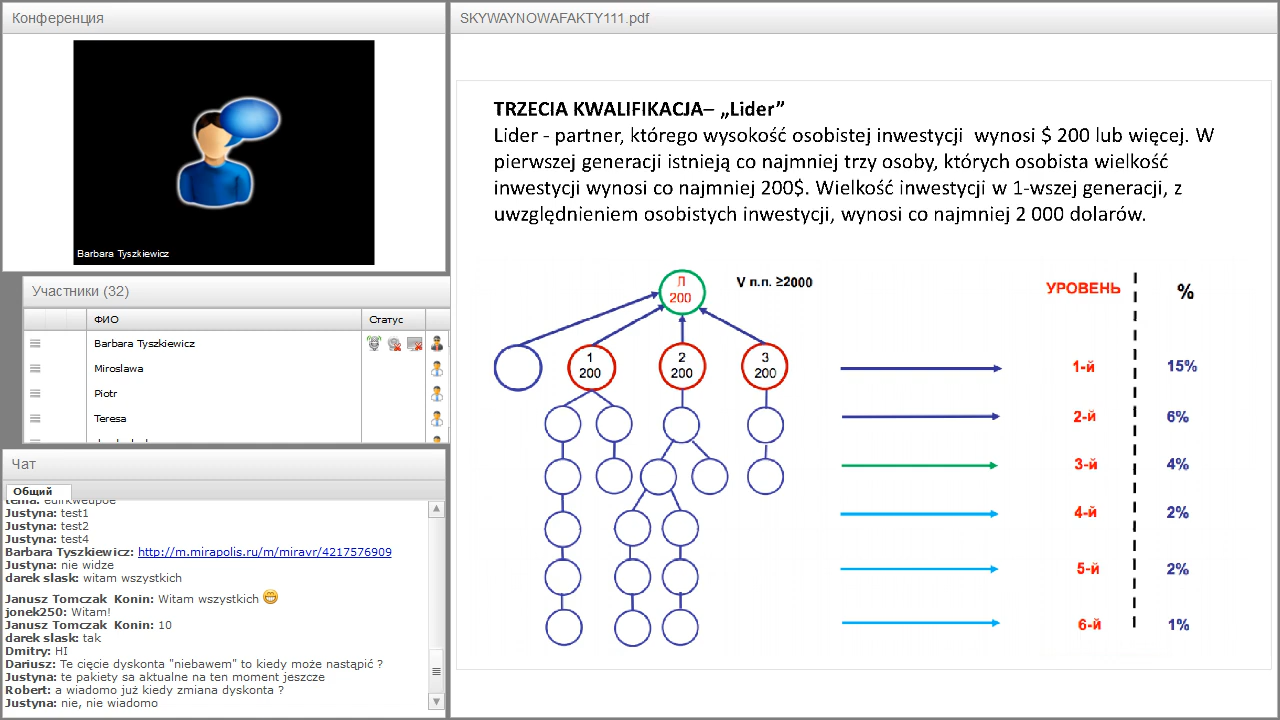 Конференция
Barbara Tyszkiewicz
Участники (32)
ФИО
Статус
Barbara Tyszkiewicz
Miroslawa
Piotr
Teresa
Чат
Общий
Justyna: test1
Justyna: test2
Justyna: test4
Barbara Tyszkiewicz: http://m.mirapolis.ru/m/miravr/4217576909
Justyna: nie widze
darek slask: witam wszystkich
Janusz Tomczak Konin: Witam wszystkich
jonek250: Witam!
Janusz Tomczak Konin: 10
darek slask: tak
Dmitry: HI
Dariusz: Te cięcie dyskonta "niebawem" to kiedy może nastąpić ?
Justyna: te pakiety sa aktualne na ten moment jeszcze
Robert: a wiadomo już kiedy zmiana dyskonta ?
Justyna: nie, nie wiadomo
SKYWAYNOWAFAKTY111.pdf
TRZECIA KWALIFIKACJA– „Lider”
Lider - partner, którego wysokość osobistej inwestycji wynosi $ 200 lub więcej. W
pierwszej generacji istnieją co najmniej trzy osoby, których osobista wielkość
inwestycji wynosi co najmniej 200$. Wielkość inwestycji w 1-wszej generacji, z
uwzględnieniem osobistych inwestycji, wynosi co najmniej 2 000 dolarów.
Л
200
V п.п. ≥2000
УРОВЕНЬ
%
1
200
2
200
3
200
1-й
15%
2-й
6%
3-й
4%
4-й
2%
5-й
2%
6-й
1%